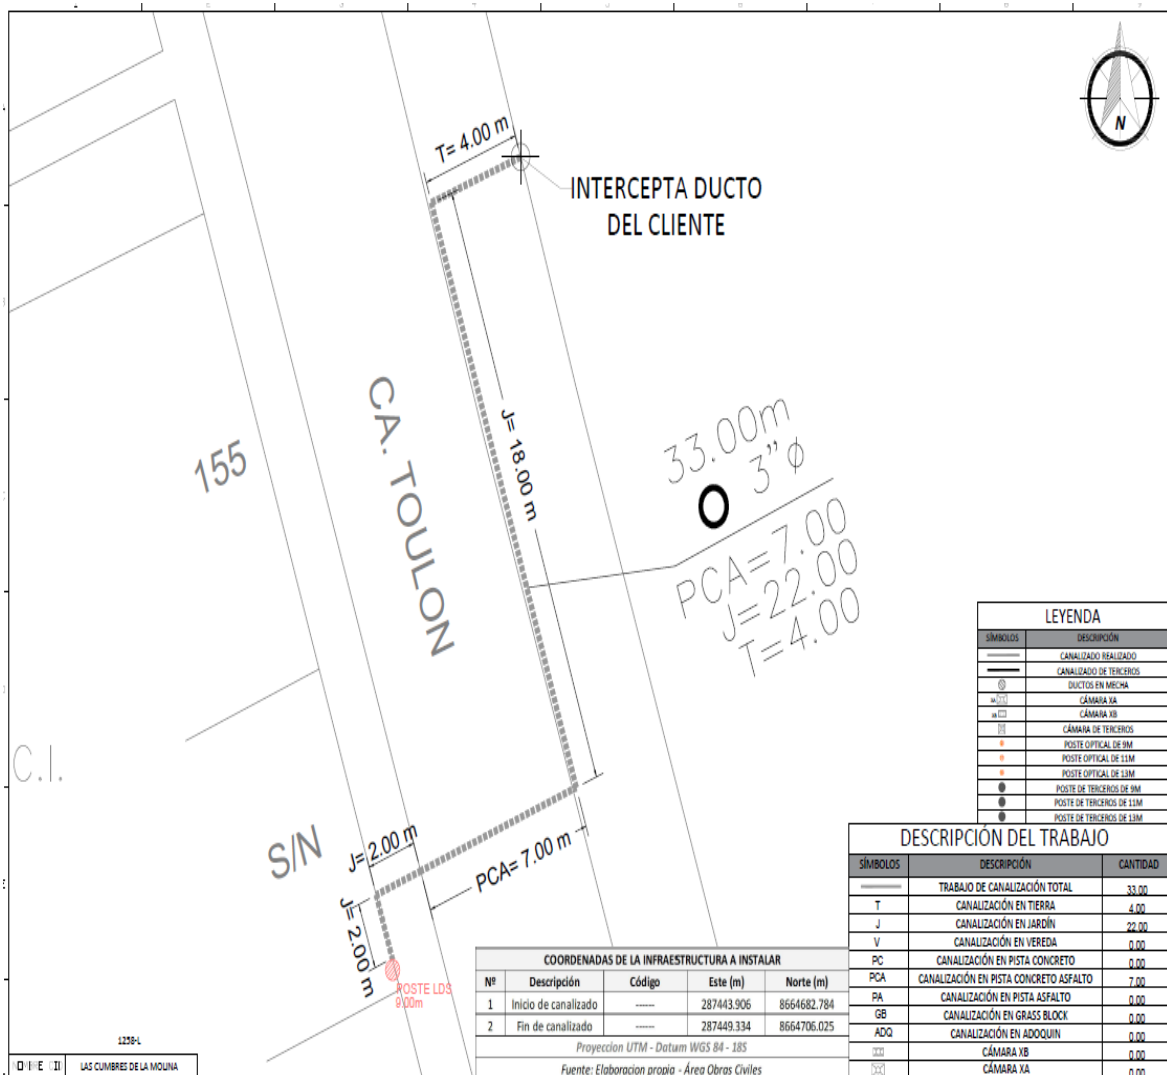 N
T= 4.00 m
INTERCEPTA DUCTO
DEL CLIENTE
CA. TOULON
155
J= 18.00 m
33.00m
3"Ø
PCA=7.00
J=22.00
T=4.00
C.I.
S/N
J= 2.00 m
PCA= 7.00 m
J= 2.00 m
POSTE LDS
9.00m
LEYENDA
SÍMBOLOS DESCRIPCIÓN
CANALIZADO REALIZADO
CANALIZADO DE TERCEROS
DUCTOS EN MECHA
XA CÁMARA XA
XB CÁMARA XB
CÁMARA DE TERCEROS
POSTE OPTICAL DE 9M
POSTE OPTICAL DE 11M
POSTE OPTICAL DE 13M
POSTE DE TERCEROS DE 9M
POSTE DE TERCEROS DE 11M
POSTE DE TERCEROS DE 13M
DESCRIPCIÓN DEL TRABAJO
SÍMBOLOS DESCRIPCIÓN CANTIDAD
TRABAJO DE CANALIZACIÓN TOTAL 33.00
T CANALIZACIÓN EN TIERRA 4.00
J CANALIZACIÓN EN JARDÍN 22.00
V CANALIZACIÓN EN VEREDA 0.00
PC CANALIZACIÓN EN PISTA CONCRETO 0.00
PCA CANALIZACIÓN EN PISTA CONCRETO ASFALTO 7.00
PA CANALIZACIÓN EN PISTA ASFALTO 0.00
GB CANALIZACIÓN EN GRASS BLOCK 0.00
ADQ CANALIZACIÓN EN ADOQUIN 0.00
CÁMARA XB 0.00
CÁMARA XA 0.00
COORDENADAS DE LA INFRAESTRUCTURA A INSTALAR
Nº Descripción Código Este (m) Norte (m)
1 Inicio de canalizado ------ 287443.906 8664682.784
2 Fin de canalizado ------ 287449.334 8664706.025
Proyeccion UTM - Datum WGS 84 - 18S
Fuente: Elaboracion propia - Área Obras Civiles
1258-L
LAS CUMBRES DE LA MOLINA